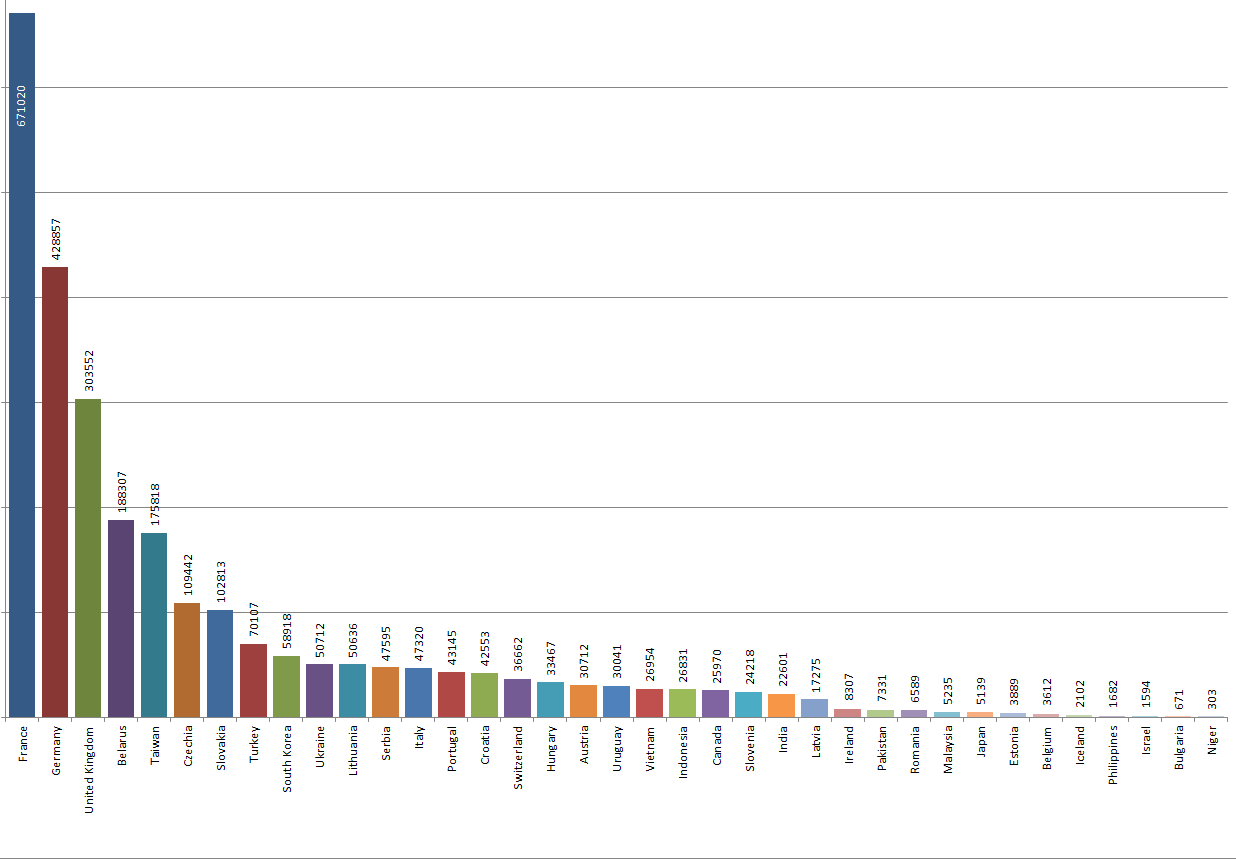 671020
428857
303552
188307
175818
109442
102813
70107
58918
50712
50636
47595
47320
43145
42553
36662
33467
30712
30041
26954
26831
25970
24218
22601
17275
8307
7331
6589
5235
5139
3889
3612
2102
1682
1594
671
303
France
Germany
United Kingdom
Belarus
Taiwan
Czechia
Slovakia
Turkey
South Korea
Ukraine
Lithuania
Serbia
Italy
Portugal
Croatia
Switzerland
Hungary
Austria
Uruguay
Vietnam
Indonesia
Canada
Slovenia
India
Latvia
Ireland
Pakistan
Romania
Malaysia
Japan
Estonia
Belgium
Iceland
Philippines
Israel
Bulgaria
Niger